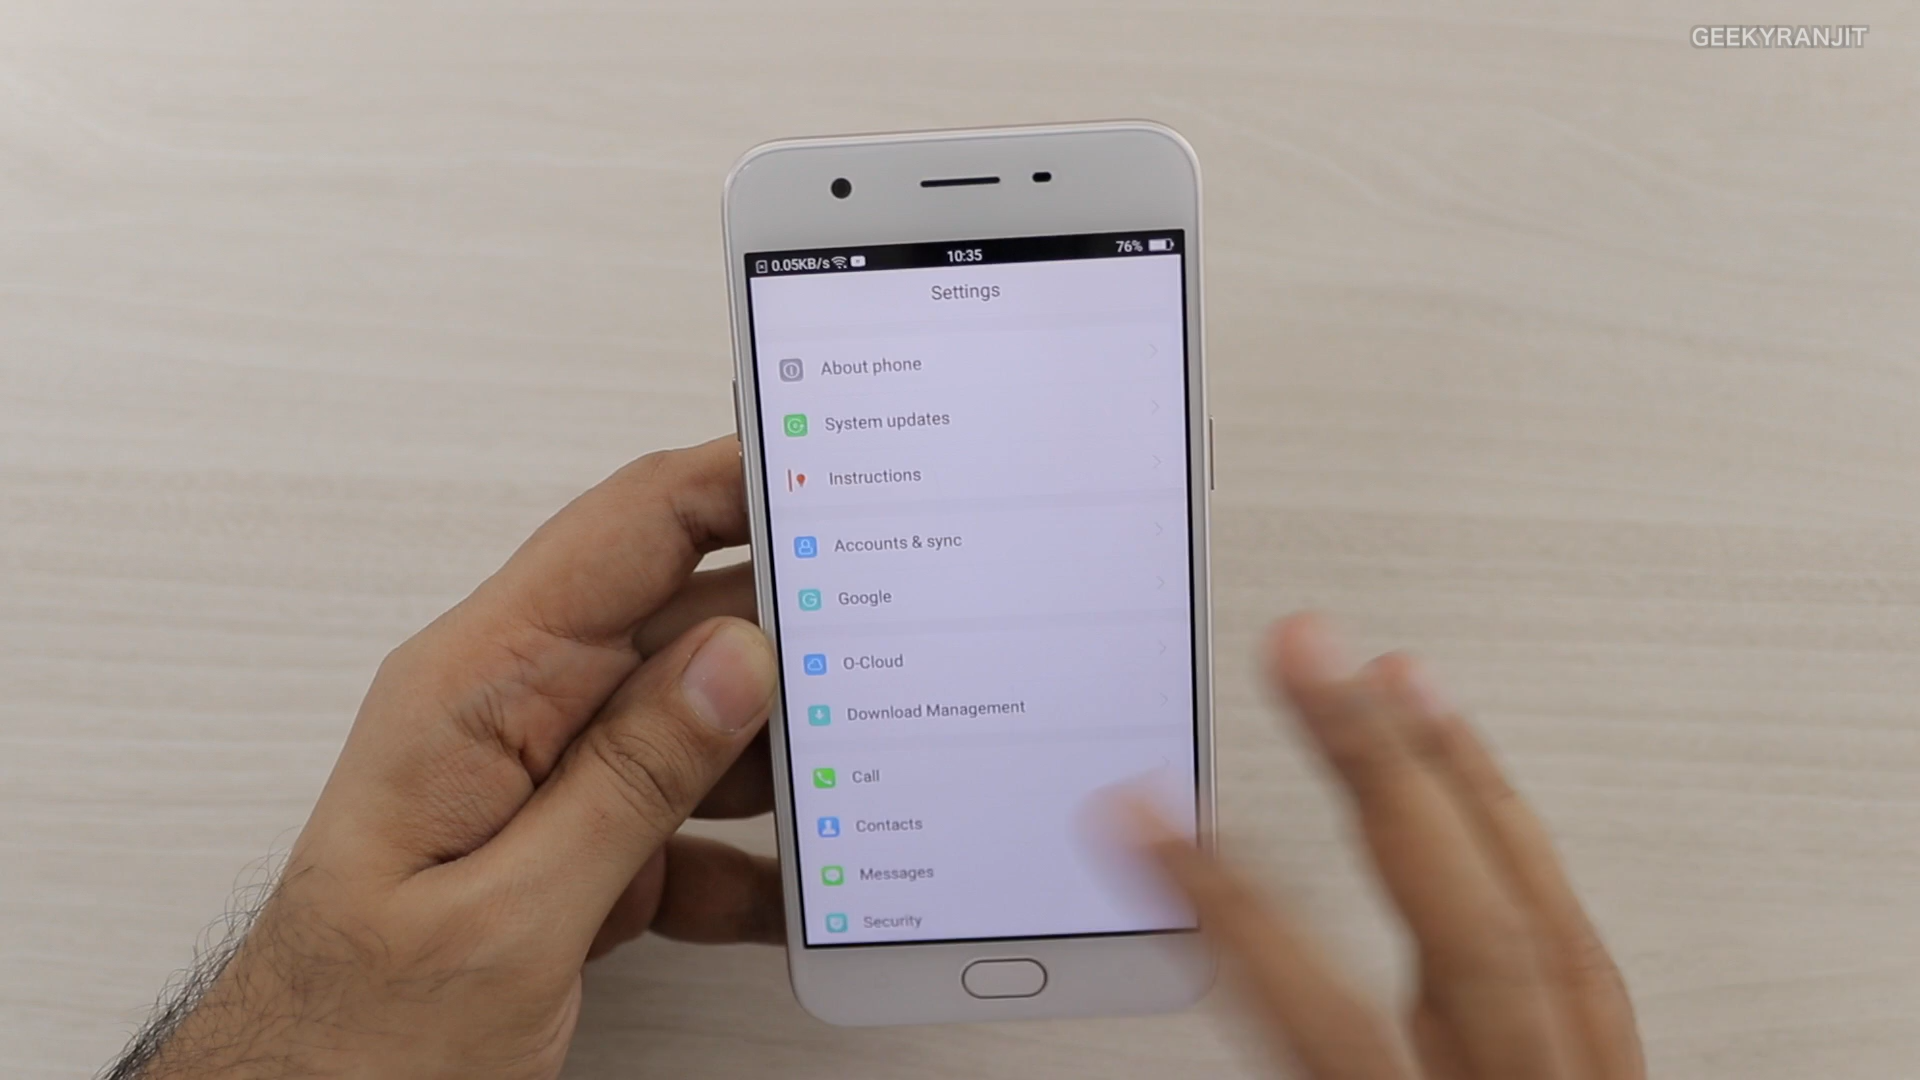 GEEKYRANJIT
0.05KB/s
10:35
76%
Settings
About phone
System updates
Instructions
Accounts & sync
Google
O-Cloud
Download Management
Call
Contacts
Messages
Security